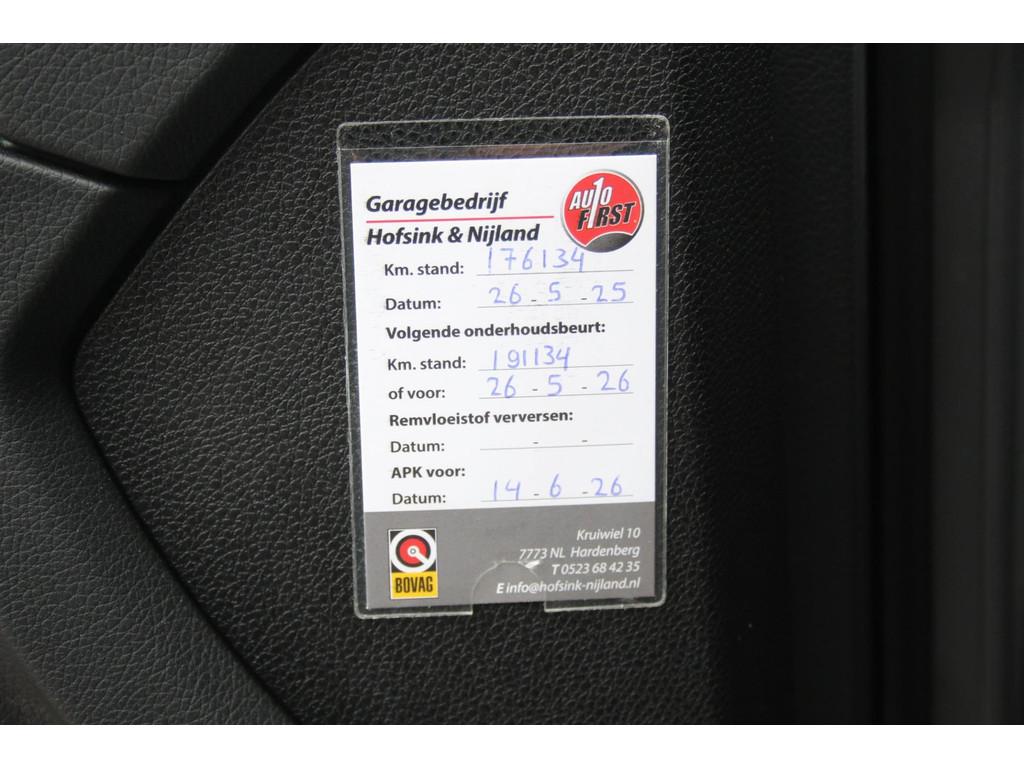 Garagebedrijf
Hofsink & Nijland
AU1O
F1RST
Km. stand: 176134
Datum: 26 - 5 - 25
Volgende onderhoudsbeurt:
Km. stand: 191134
of voor: 26 - 5 - 26
Remvloeistof verversen:
Datum: - -
APK voor:
Datum: 14 - 6 - 26
BOVAG
Kruiwiel 10
7773 NL Hardenberg
T 0523 68 42 35
E info@hofsink-nijland.nl